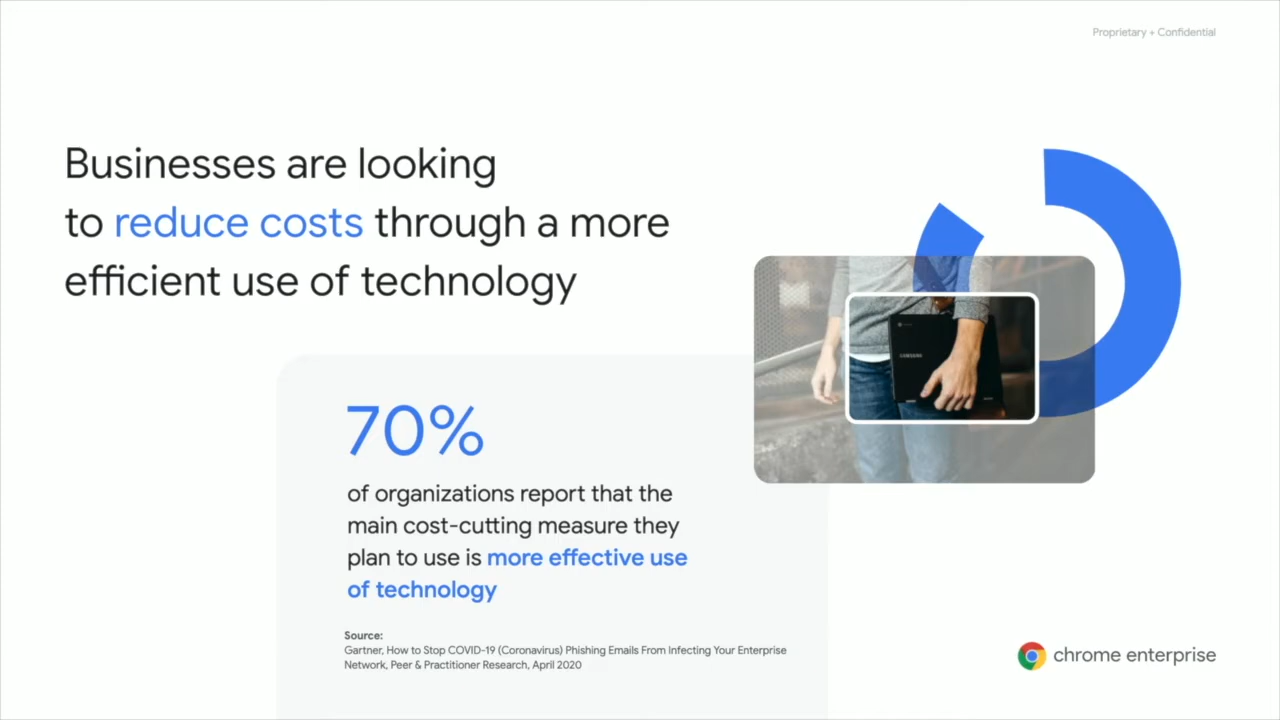 Proprietary + Confidential
Businesses are looking
to reduce costs through a more
efficient use of technology
SAMSUNG
70%
of organizations report that the
main cost-cutting measure they
plan to use is more effective use
of technology
Source:
Gartner, How to Stop COVID-19 (Coronavirus) Phishing Emails From Infecting Your Enterprise
Network, Peer & Practitioner Research, April 2020
chrome enterprise